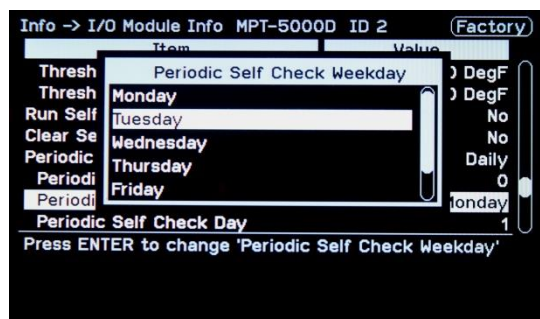 Info -> I/O Module Info MPT-5000D ID 2 Factory
Item Value
Thresh DegF
Thresh DegF
Run Self No
Clear Se No
Periodic Daily
Periodi 0
Periodi Monday
Periodic Self Check Day 1
Periodic Self Check Weekday
Monday
Tuesday
Wednesday
Thursday
Friday
Press ENTER to change 'Periodic Self Check Weekday'